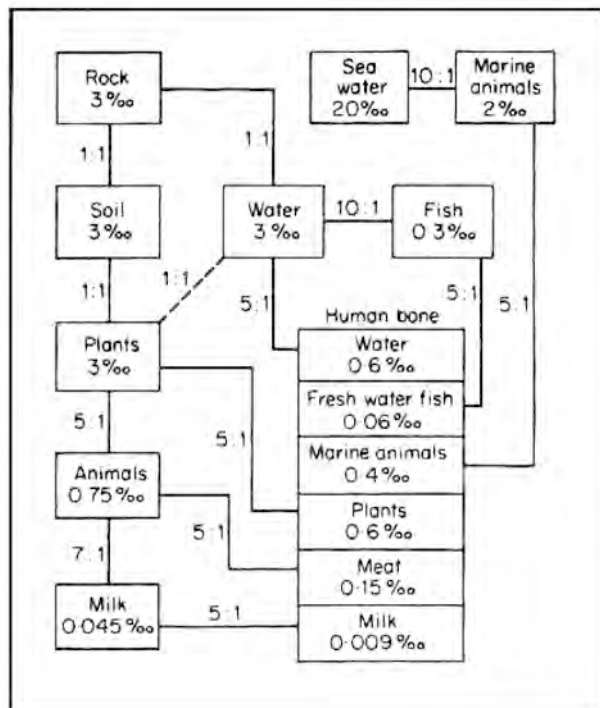 Rock
3‰
1:1
Soil
3‰
1:1
Plants
3‰
5:1
Animals
0.75‰
7:1
Milk
0.045‰
1:1
Water
3‰
1:1
10:1
Fish
0.3‰
Sea
water
20‰
10:1
Marine
animals
2‰
5:1
5:1
5:1
5:1
5:1
5:1
Human bone
Water
0.6‰
Fresh water fish
0.06‰
Marine animals
0.4‰
Plants
0.6‰
Meat
0.15‰
Milk
0.009‰